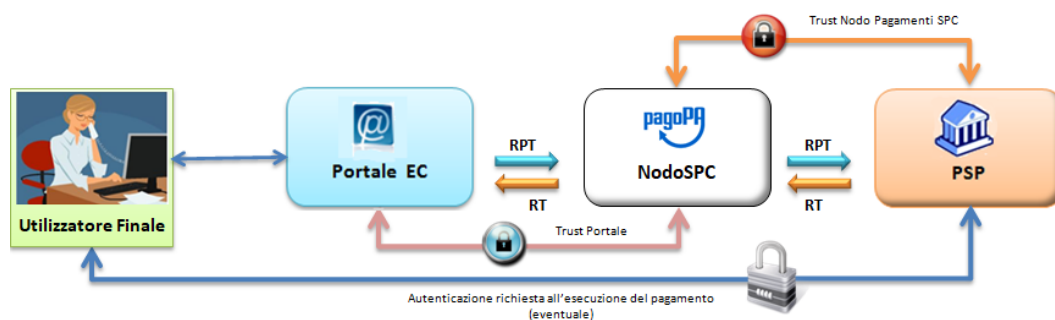 Trust Nodo Pagamenti SPC
pagoPA
RPT
RPT
Portale EC
NodoSPC
PSP
RT
RT
Utilizzatore Finale
Trust Portale
Autenticazione richiesta all'esecuzione del pagamento
(eventuale)